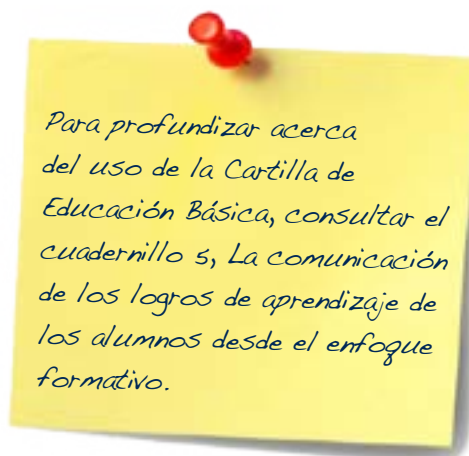 Para profundizar acerca
del uso de la Cartilla de
Educación Básica, consultar el
cuadernillo 5, La comunicación
de los logros de aprendizaje de
los alumnos desde el enfoque
formativo.